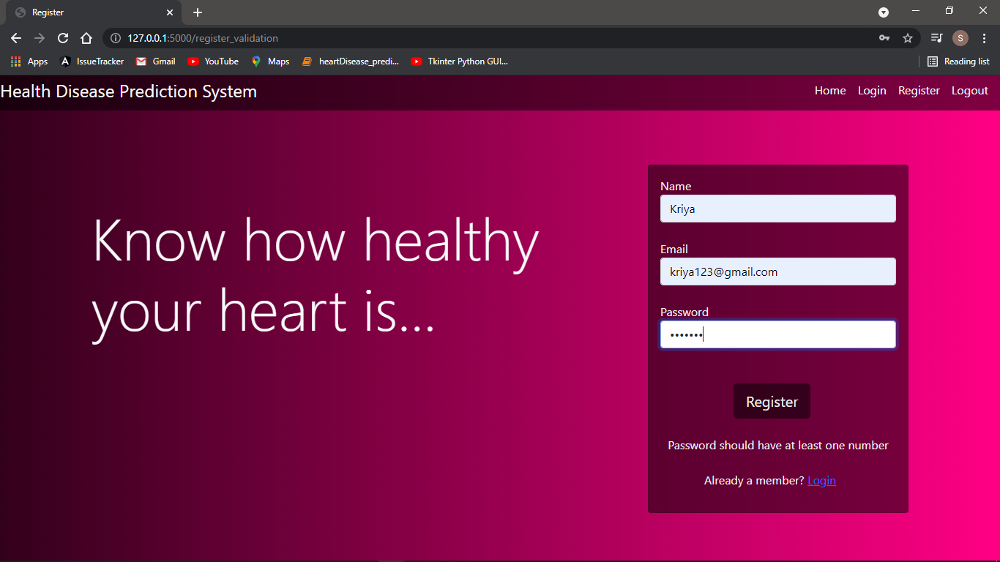 Register
127.0.0.1:5000/register_validation
S
Apps
IssueTracker
Gmail
YouTube
Maps
heartDisease_predi...
Tkinter Python GUI...
Reading list
Health Disease Prediction System
Home Login Register Logout
Know how healthy
your heart is...
Name
Kriya
Email
kriya123@gmail.com
Password
•••••••
Register
Password should have at least one number
Already a member? Login